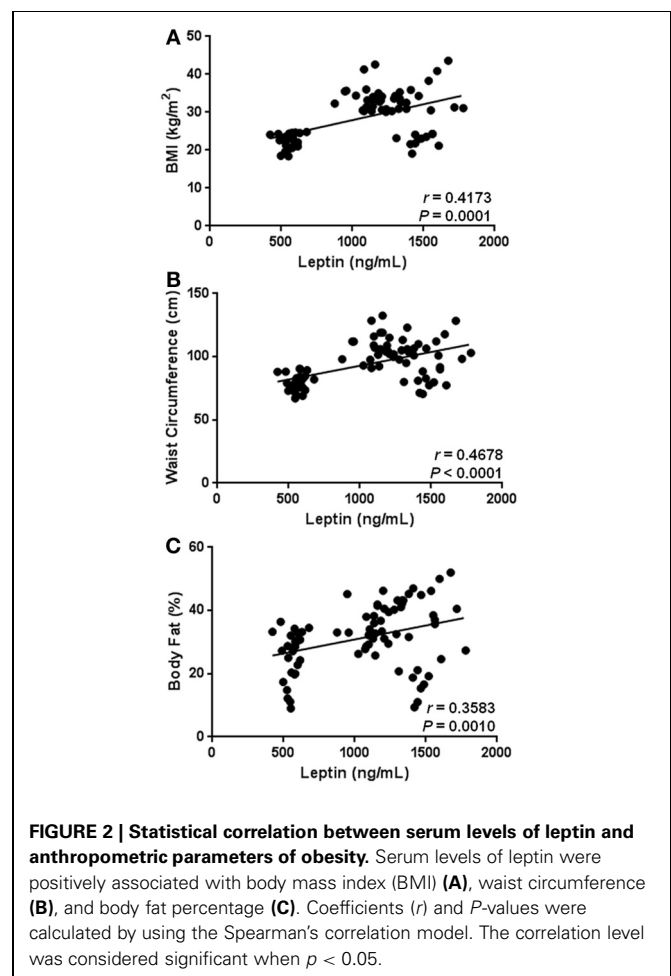 A
50
40
30
20
10
0
BMI (kg/m²)
r = 0.4173
P = 0.0001
0 500 1000 1500 2000
Leptin (ng/mL)
B
150
100
50
0
Waist Circumference (cm)
r = 0.4678
P < 0.0001
0 500 1000 1500 2000
Leptin (ng/mL)
C
60
40
20
0
Body Fat (%)
r = 0.3583
P = 0.0010
0 500 1000 1500 2000
Leptin (ng/mL)
FIGURE 2 | Statistical correlation between serum levels of leptin and
anthropometric parameters of obesity. Serum levels of leptin were
positively associated with body mass index (BMI) (A), waist circumference
(B), and body fat percentage (C). Coefficients (r) and P-values were
calculated by using the Spearman's correlation model. The correlation level
was considered significant when p < 0.05.